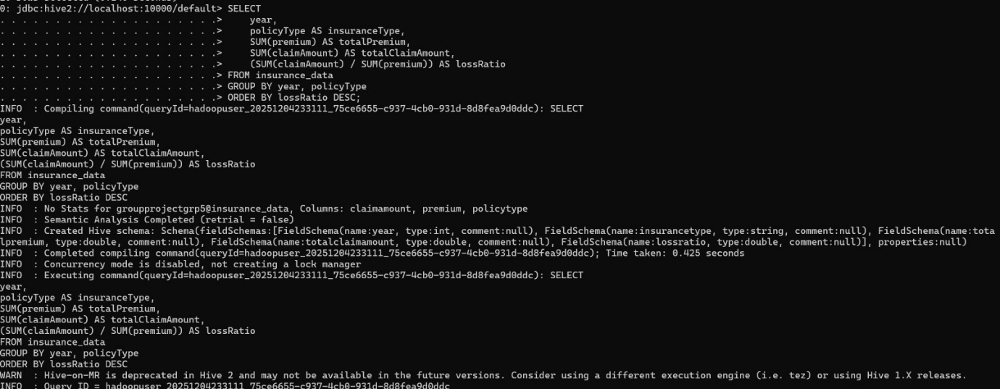 0: jdbc:hive2://localhost:10000/default> SELECT
. . . . . . . . . . . . . . . . . . . .>     year,
. . . . . . . . . . . . . . . . . . . .>     policyType AS insuranceType,
. . . . . . . . . . . . . . . . . . . .>     SUM(premium) AS totalPremium,
. . . . . . . . . . . . . . . . . . . .>     SUM(claimAmount) AS totalClaimAmount,
. . . . . . . . . . . . . . . . . . . .>     (SUM(claimAmount) / SUM(premium)) AS lossRatio
. . . . . . . . . . . . . . . . . . . .> FROM insurance_data
. . . . . . . . . . . . . . . . . . . .> GROUP BY year, policyType
. . . . . . . . . . . . . . . . . . . .> ORDER BY lossRatio DESC;
INFO  : Compiling command(queryId=hadoopuser_20251204233111_75ce6655-c937-4cb0-931d-8d8fea9d0ddc): SELECT
year,
policyType AS insuranceType,
SUM(premium) AS totalPremium,
SUM(claimAmount) AS totalClaimAmount,
(SUM(claimAmount) / SUM(premium)) AS lossRatio
FROM insurance_data
GROUP BY year, policyType
ORDER BY lossRatio DESC
INFO  : No Stats for groupprojectgrp5@insurance_data, Columns: claimamount, premium, policytype
INFO  : Semantic Analysis Completed (retrial = false)
INFO  : Created Hive schema: Schema(fieldSchemas:[FieldSchema(name:year, type:int, comment:null), FieldSchema(name:insurancetype, type:string, comment:null), FieldSchema(name:tota
lpremium, type:double, comment:null), FieldSchema(name:totalclaimamount, type:double, comment:null), FieldSchema(name:lossratio, type:double, comment:null)], properties:null)
INFO  : Completed compiling command(queryId=hadoopuser_20251204233111_75ce6655-c937-4cb0-931d-8d8fea9d0ddc); Time taken: 0.425 seconds
INFO  : Concurrency mode is disabled, not creating a lock manager
INFO  : Executing command(queryId=hadoopuser_20251204233111_75ce6655-c937-4cb0-931d-8d8fea9d0ddc): SELECT
year,
policyType AS insuranceType,
SUM(premium) AS totalPremium,
SUM(claimAmount) AS totalClaimAmount,
(SUM(claimAmount) / SUM(premium)) AS lossRatio
FROM insurance_data
GROUP BY year, policyType
ORDER BY lossRatio DESC
WARN  : Hive-on-MR is deprecated in Hive 2 and may not be available in the future versions. Consider using a different execution engine (i.e. tez) or using Hive 1.X releases.
INFO  : Query ID = hadoopuser_20251204233111_75ce6655-c937-4cb0-931d-8d8fea9d0ddc